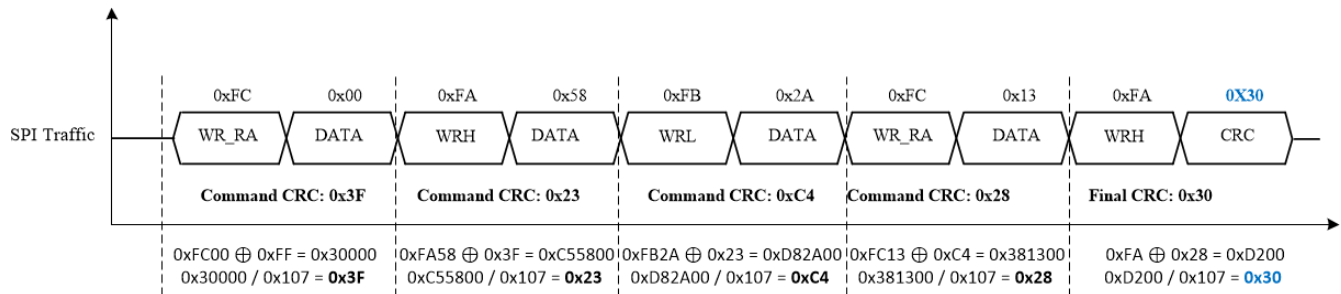 0xFC 0x00 0xFA 0x58 0xFB 0x2A 0xFC 0x13 0xFA 0X30
SPI Traffic WR_RA DATA WRH DATA WRL DATA WR_RA DATA WRH CRC
Command CRC: 0x3F Command CRC: 0x23 Command CRC: 0xC4 Command CRC: 0x28 Final CRC: 0x30
0xFC00 ⊕ 0xFF = 0x30000 0xFA58 ⊕ 0x3F = 0xC55800 0xFB2A ⊕ 0x23 = 0xD82A00 0xFC13 ⊕ 0xC4 = 0x381300 0xFA ⊕ 0x28 = 0xD200
0x30000 / 0x107 = 0x3F 0xC55800 / 0x107 = 0x23 0xD82A00 / 0x107 = 0xC4 0x381300 / 0x107 = 0x28 0xD200 / 0x107 = 0x30